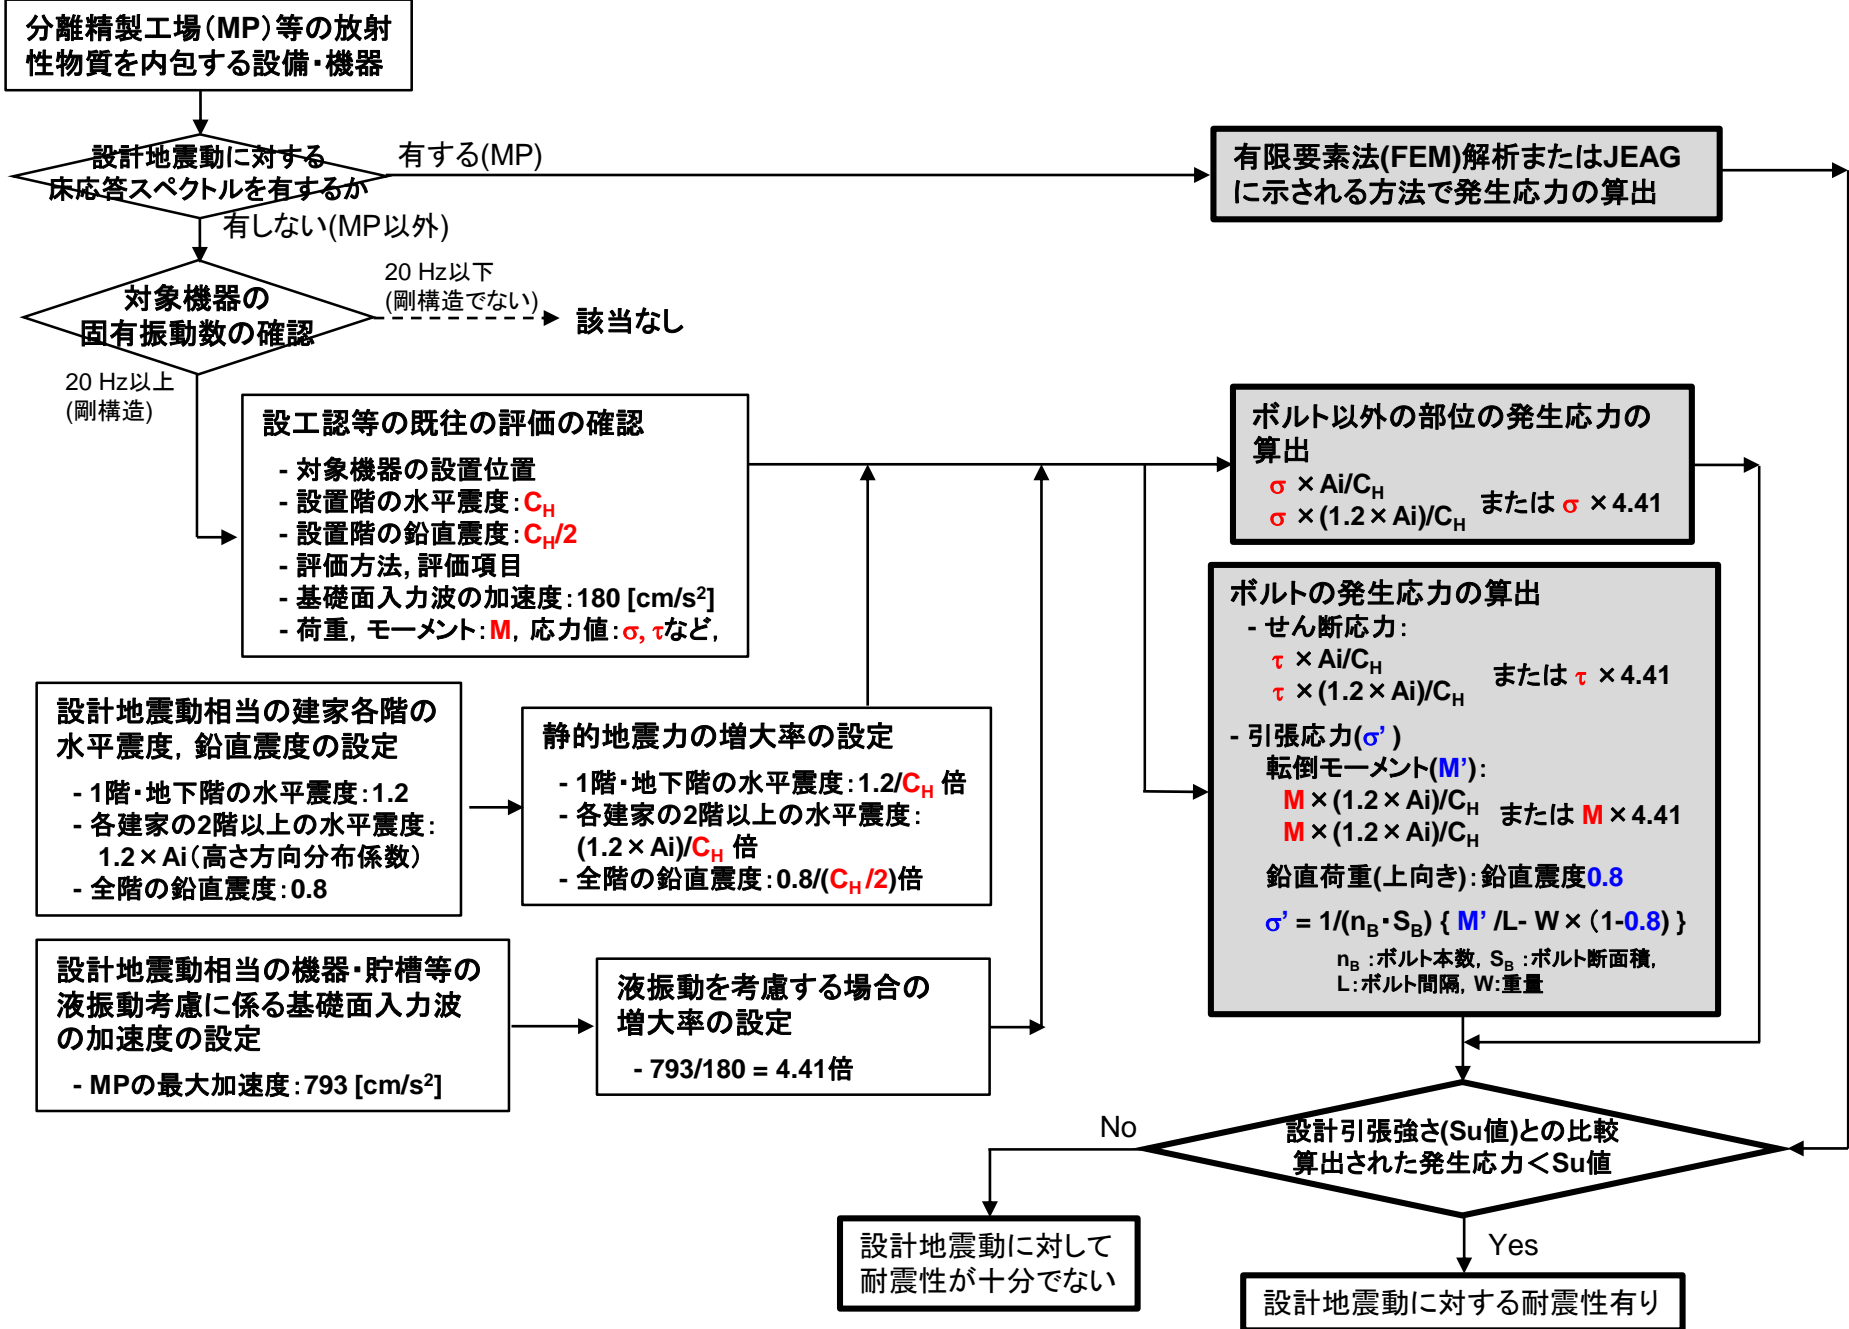 分離精製工場(MP)等の放射
性物質を内包する設備・機器
設計地震動に対する
床応答スペクトルを有するか
有する(MP)
有限要素法(FEM)解析またはJEAG
に示される方法で発生応力の算出
有しない(MP以外)
対象機器の
固有振動数の確認
20 Hz以下
(剛構造でない)
該当なし
20 Hz以上
(剛構造)
設工認等の既往の評価の確認
- 対象機器の設置位置
- 設置階の水平震度:CH
- 設置階の鉛直震度:CH/2
- 評価方法, 評価項目
- 基礎面入力波の加速度:180 [cm/s²]
- 荷重, モーメント:M, 応力値:σ, τなど,
ボルト以外の部位の発生応力の
算出
σ ×Ai/CH
σ ×(1.2×Ai)/CH
または σ ×4.41
設計地震動相当の建家各階の
水平震度, 鉛直震度の設定
- 1階・地下階の水平震度:1.2
- 各建家の2階以上の水平震度:
1.2×Ai(高さ方向分布係数)
- 全階の鉛直震度:0.8
静的地震力の増大率の設定
- 1階・地下階の水平震度:1.2/CH 倍
- 各建家の2階以上の水平震度:
(1.2×Ai)/CH 倍
- 全階の鉛直震度:0.8/(CH/2)倍
ボルトの発生応力の算出
- せん断応力:
τ ×Ai/CH
τ ×(1.2×Ai)/CH
または τ ×4.41
- 引張応力(σ’ )
転倒モーメント(M’):
M×(1.2×Ai)/CH
M×(1.2×Ai)/CH
または M×4.41
鉛直荷重(上向き):鉛直震度0.8
σ’ = 1/(nB・SB) { M’ /L- W×(1-0.8) }
nB :ボルト本数, SB :ボルト断面積,
L:ボルト間隔, W:重量
設計地震動相当の機器・貯槽等の
液振動考慮に係る基礎面入力波
の加速度の設定
- MPの最大加速度:793 [cm/s²]
液振動を考慮する場合の
増大率の設定
- 793/180 = 4.41倍
設計引張強さ(Su値)との比較
算出された発生応力<Su値
No
設計地震動に対して
耐震性が十分でない
Yes
設計地震動に対する耐震性有り